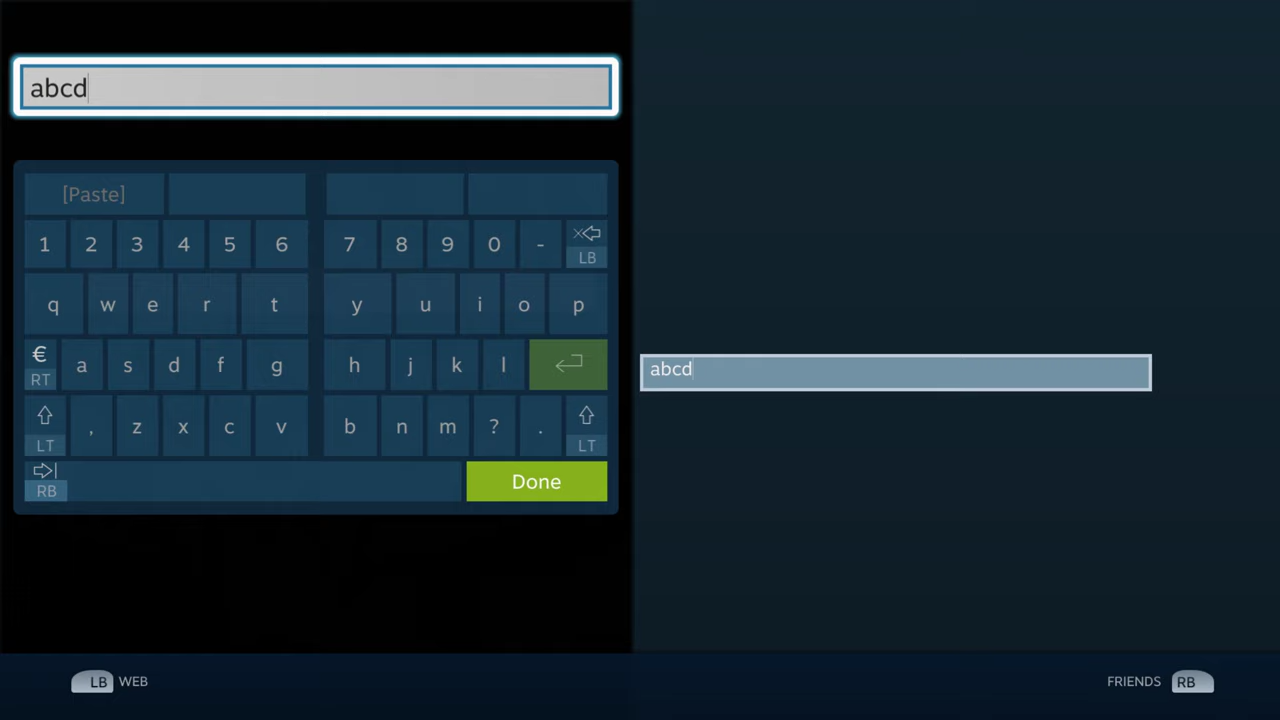 abcd
[Paste]
1 2 3 4 5 6 7 8 9 0 -
LB
q w e r t y u i o p
€
RT
a s d f g h j k l
abcd
LT
, z x c v b n m ? .
LT
RB
Done
LB WEB
FRIENDS RB